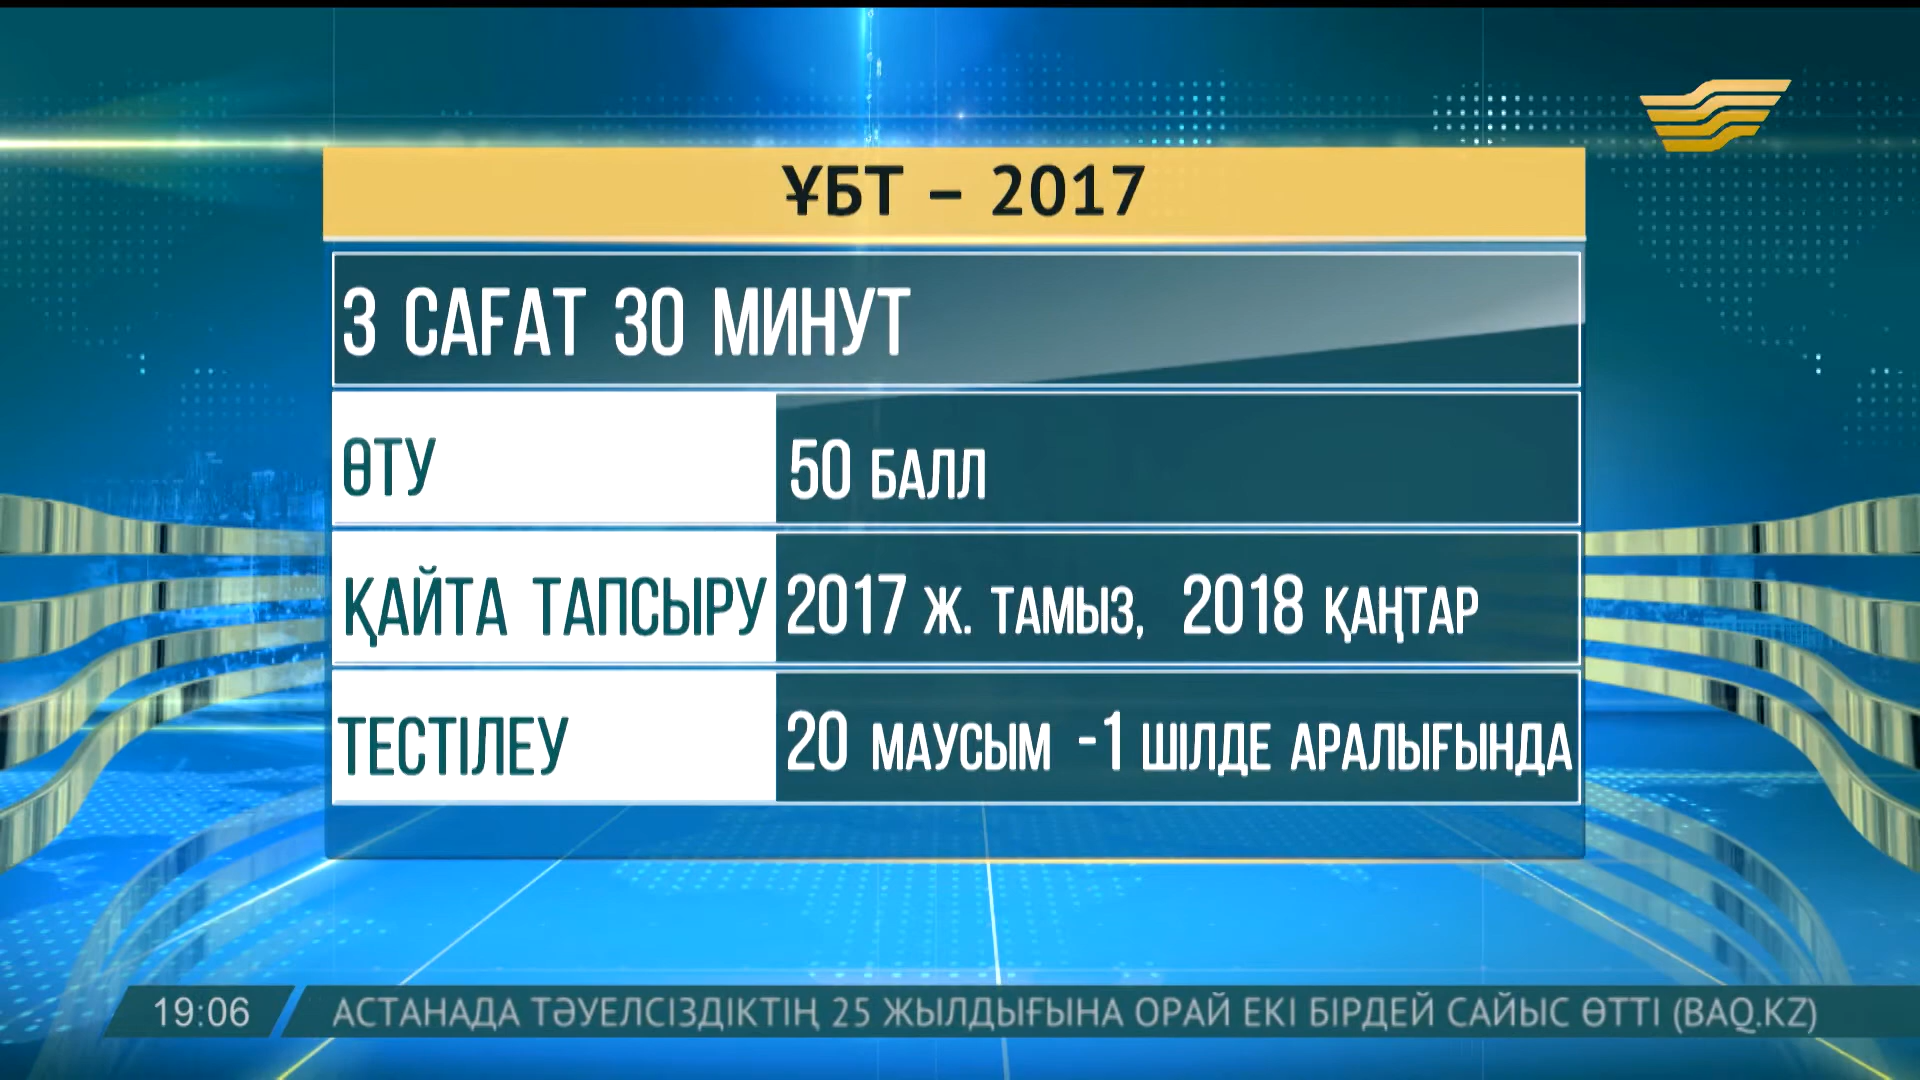 ҰБТ – 2017
3 САҒАТ 30 МИНУТ
ӨТУ
50 БАЛЛ
ҚАЙТА ТАПСЫРУ
2017 Ж. ТАМЫЗ, 2018 ҚАҢТАР
ТЕСТІЛЕУ
20 МАУСЫМ -1 ШІЛДЕ АРАЛЫҒЫНДА
19:06
АСТАНАДА ТӘУЕЛСІЗДІКТІҢ 25 ЖЫЛДЫҒЫНА ОРАЙ ЕКІ БІРДЕЙ САЙЫС ӨТТІ (BAQ.KZ)